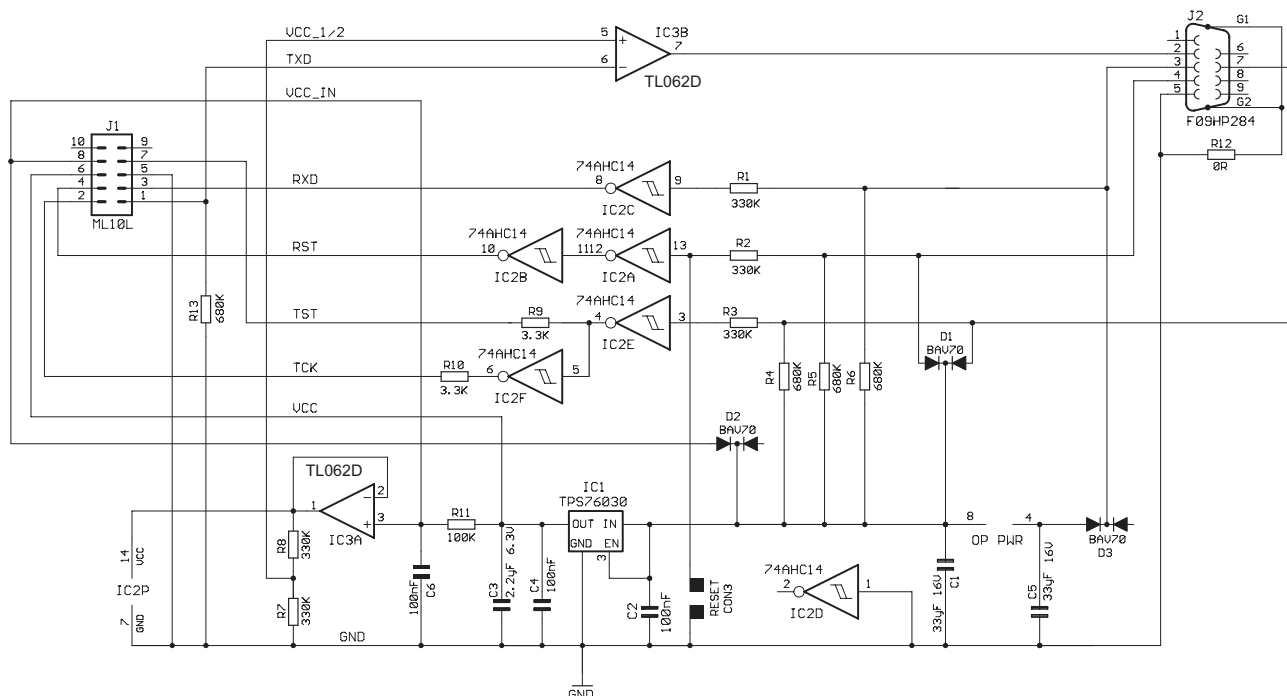 VCC_1/2
5
IC3B
7
TXD
6
TL062D
VCC_IN
J2
G1
1
2
3
4
5
6
7
8
9
G2
F09HP284
R12
0R
J1
10
9
8
7
6
5
4
3
2
1
ML10L
74AHC14
RXD
8
9
IC2C
R1
330K
74AHC14
RST
10
IC2B
74AHC14
11 12
13
IC2A
R2
330K
R13
680K
74AHC14
TST
R9
3.3K
4
3
IC2E
R3
330K
TCK
R10
3.3K
74AHC14
6
5
IC2F
R4
680K
R5
680K
R6
680K
D1
BAV70
VCC
D2
BAV70
TL062D
1
2
3
IC3A
R11
100K
IC1
TPS76030
OUT IN
GND EN
3
8
4
OP PWR
BAV70
D3
14
VCC
IC2P
7
GND
R8
330K
R7
330K
100nF
C6
C3
2.2µF 6.3V
C4
100nF
C2
100nF
RESET
CON3
74AHC14
2
1
IC2D
33µF 16V
C1
C5
33µF 16V
GND
GND